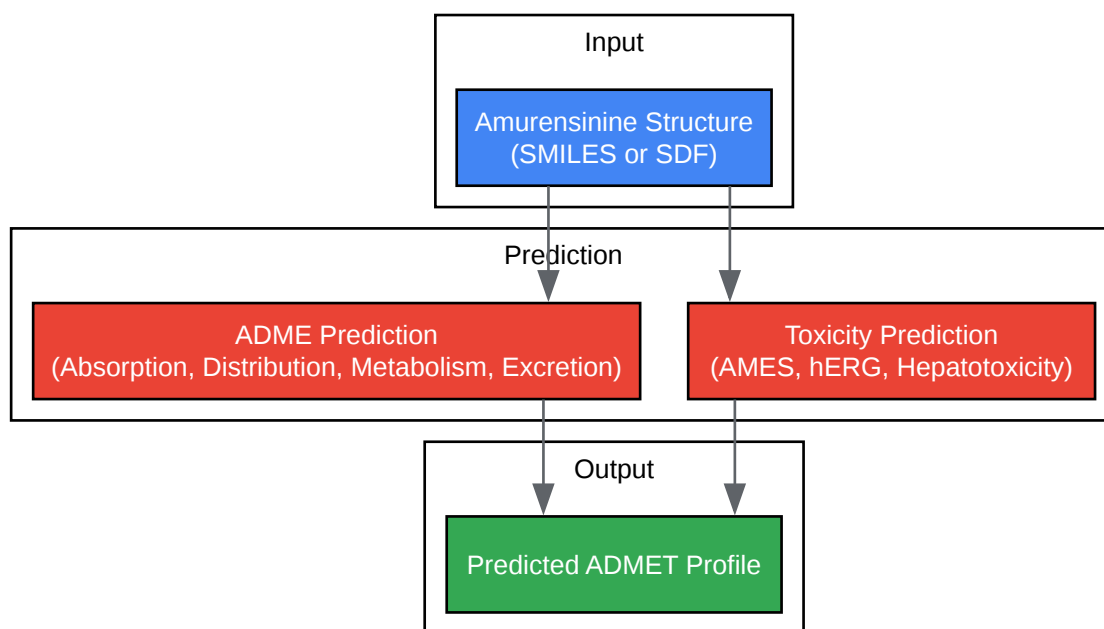 Input
Amurensinine Structure
(SMILES or SDF)
Prediction
ADME Prediction
(Absorption, Distribution, Metabolism, Excretion)
Toxicity Prediction
(AMES, hERG, Hepatotoxicity)
Output
Predicted ADMET Profile